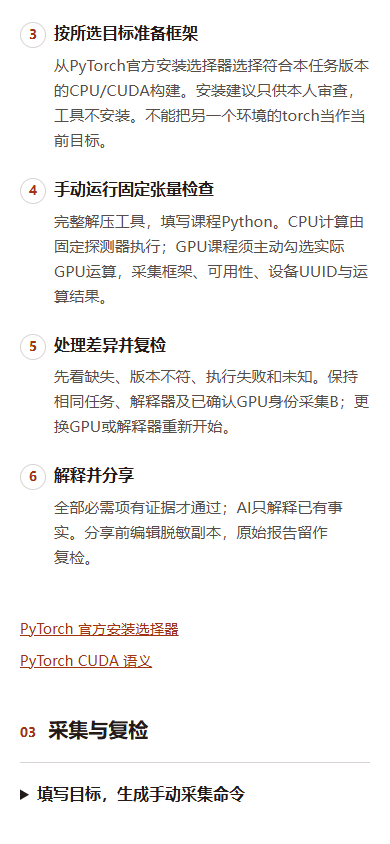 3 按所选目标准备框架
从PyTorch官方安装选择器选择符合本任务版本
的CPU/CUDA构建。安装建议只供本人审查，
工具不安装。不能把另一个环境的torch当作当
前目标。
4 手动运行固定张量检查
完整解压工具，填写课程Python。CPU计算由
固定探测器执行；GPU课程须主动勾选实际
GPU运算，采集框架、可用性、设备UUID与运
算结果。
5 处理差异并复检
先看缺失、版本不符、执行失败和未知。保持
相同任务、解释器及已确认GPU身份采集B；更
换GPU或解释器重新开始。
6 解释并分享
全部必需项有证据才通过；AI只解释已有事
实。分享前编辑脱敏副本，原始报告留作
复检。
PyTorch 官方安装选择器
PyTorch CUDA 语义
03 采集与复检
▶ 填写目标，生成手动采集命令